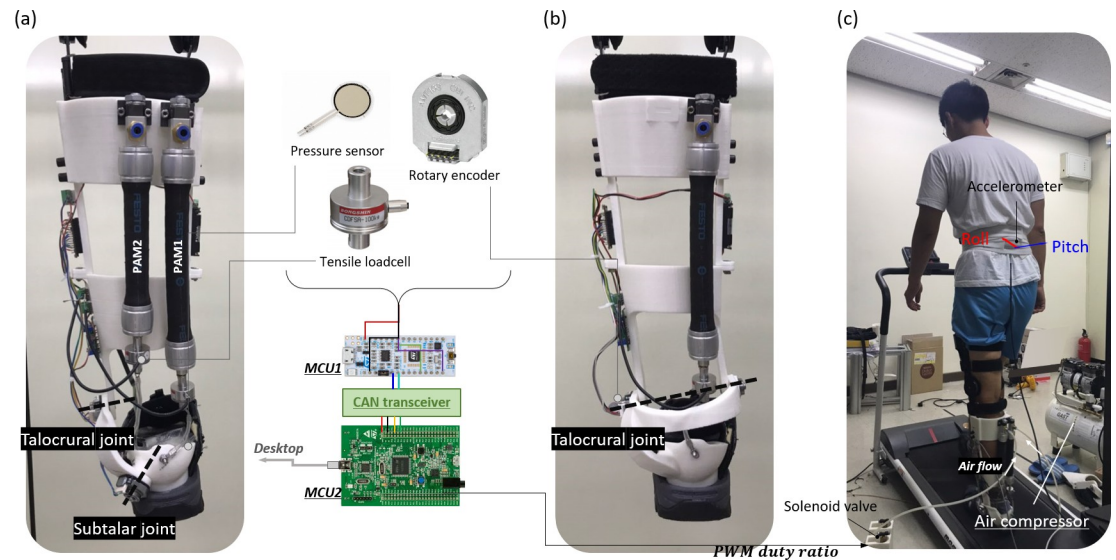 (a)
(b)
(c)
Pressure sensor
Rotary encoder
Accelerometer
PAM2
PAM1
FESTO
FESTO
Roll
Pitch
Tensile loadcell
MCU1
CAN transceiver
Talocrural joint
Talocrural joint
Desktop
MCU2
Air flow
Solenoid valve
Air compressor
Subtalar joint
PWM duty ratio